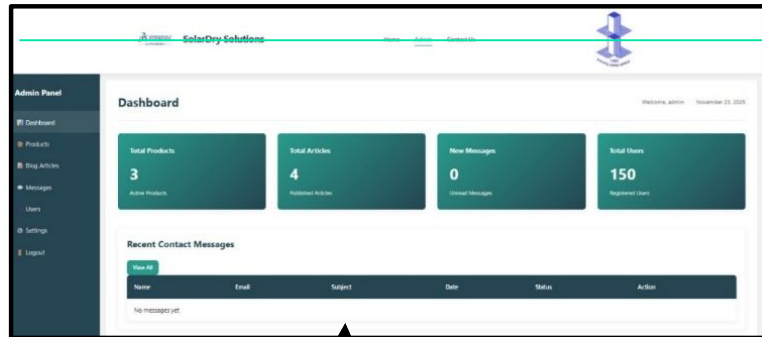 SolarDry Solutions
Home Admin Contact Us
Admin Panel
Dashboard
Products
Blog Articles
Messages
Users
Settings
Logout
Dashboard
Welcome, admin November 23, 2025
Total Products
3
Active Products
Total Articles
4
Published Articles
New Messages
0
Unread Messages
Total Users
150
Registered Users
Recent Contact Messages
View All
Name Email Subject Date Status Action
No messages yet